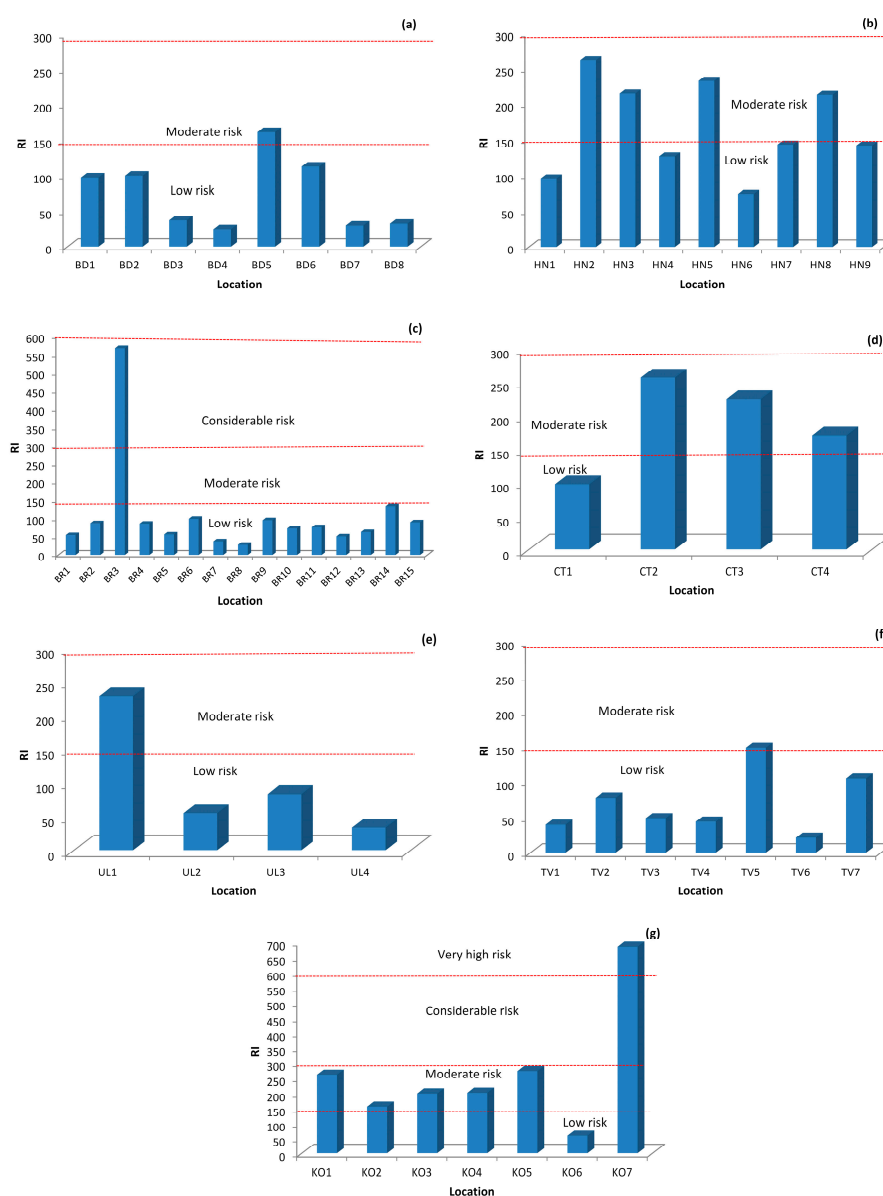 (a)
300
250
200
150
100
50
0
RI
Moderate risk
Low risk
BD1 BD2 BD3 BD4 BD5 BD6 BD7 BD8
Location
(b)
300
250
200
150
100
50
0
RI
Moderate risk
Low risk
HN1 HN2 HN3 HN4 HN5 HN6 HN7 HN8 HN9
Location
(c)
600
550
500
450
400
350
300
250
200
150
100
50
0
RI
Considerable risk
Moderate risk
Low risk
BR1 BR2 BR3 BR4 BR5 BR6 BR7 BR8 BR9 BR10 BR11 BR12 BR13 BR14 BR15
Location
(d)
300
250
200
150
100
50
0
RI
Moderate risk
Low risk
CT1 CT2 CT3 CT4
Location
(e)
300
250
200
150
100
50
0
RI
Moderate risk
Low risk
UL1 UL2 UL3 UL4
Location
(f)
300
250
200
150
100
50
0
RI
Moderate risk
Low risk
TV1 TV2 TV3 TV4 TV5 TV6 TV7
Location
(g)
700
650
600
550
500
450
400
350
300
250
200
150
100
50
0
RI
Very high risk
Considerable risk
Moderate risk
Low risk
KO1 KO2 KO3 KO4 KO5 KO6 KO7
Location